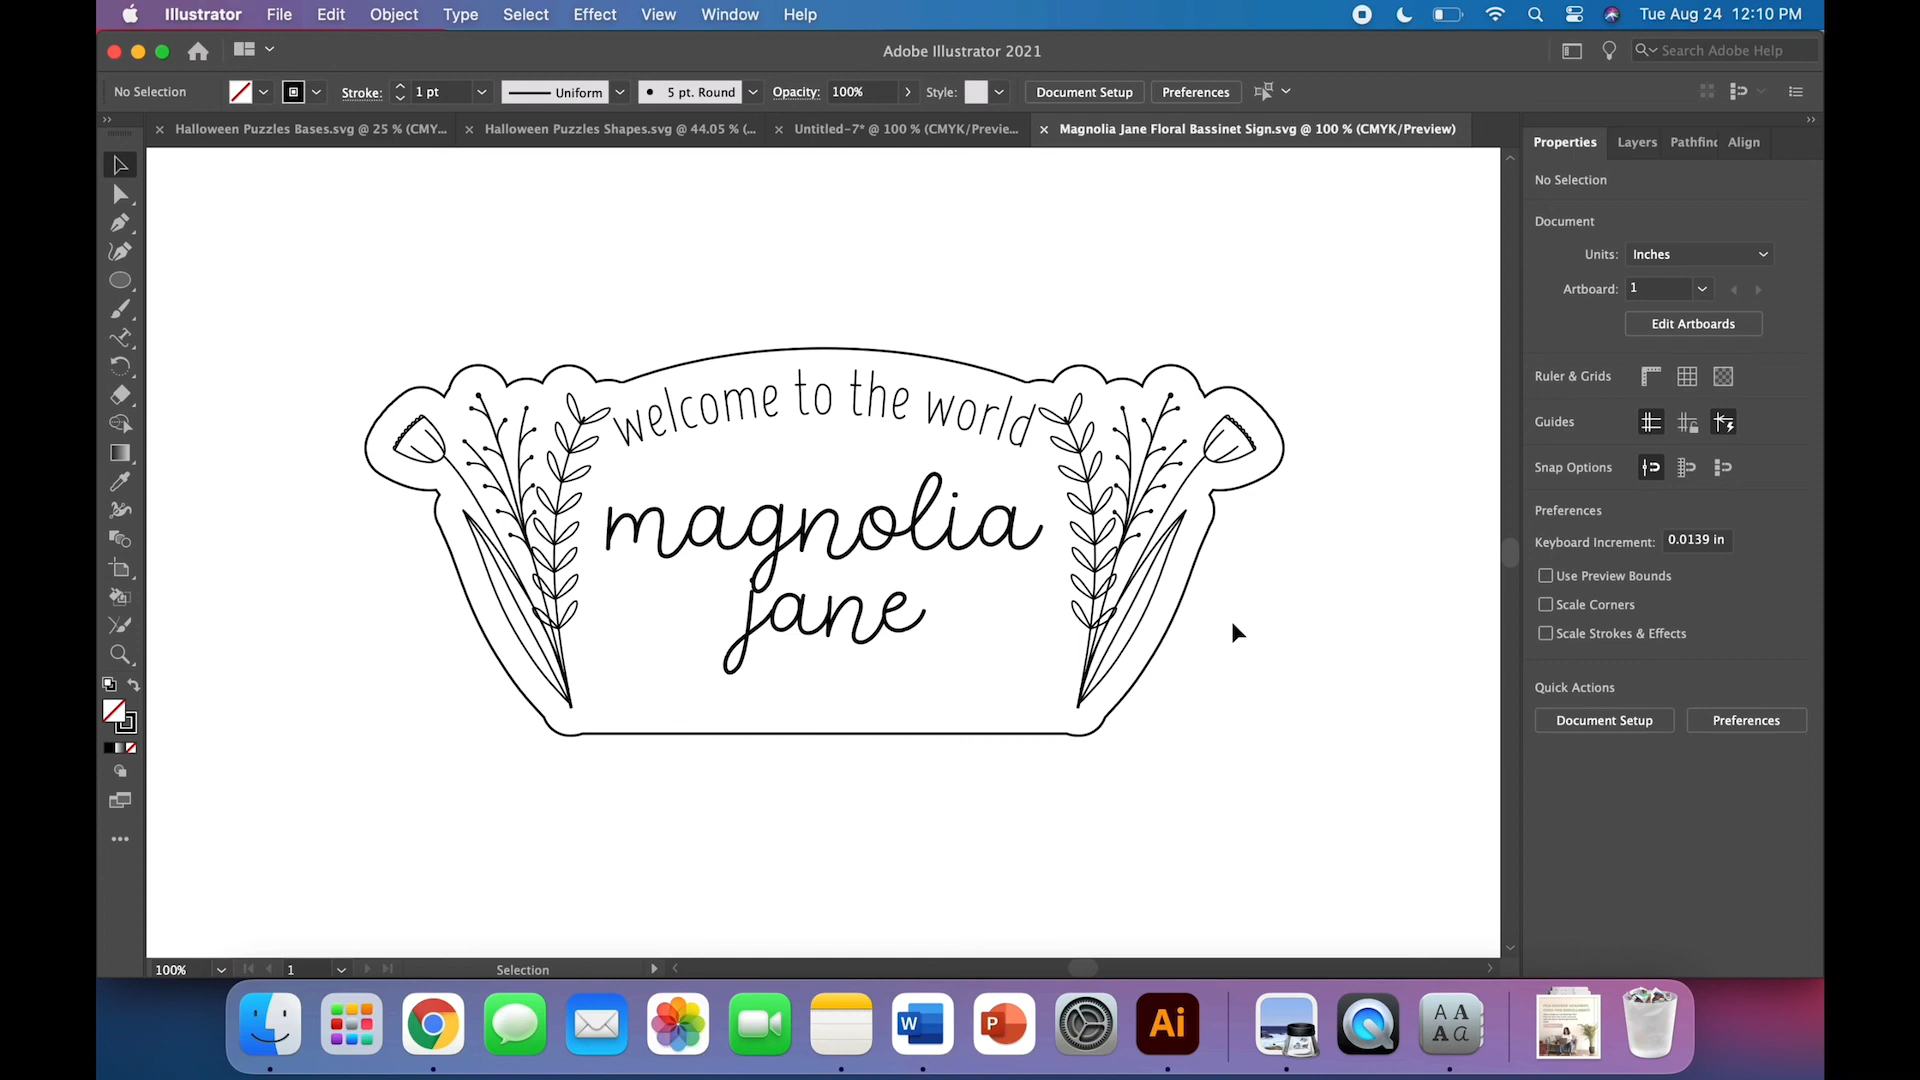 Illustrator File Edit Object Type Select Effect View Window Help Tue Aug 24 12:10 PM
Adobe Illustrator 2021
Search Adobe Help
No Selection Stroke: 1 pt Uniform 5 pt. Round Opacity: 100% Style: Document Setup Preferences
Halloween Puzzles Bases.svg @ 25 % (CMY... Halloween Puzzles Shapes.svg @ 44.05 % (... Untitled-7* @ 100 % (CMYK/Previe... Magnolia Jane Floral Bassinet Sign.svg @ 100 % (CMYK/Preview)
Properties Layers Pathfinc Align
No Selection
Document
Units: Inches
Artboard: 1
Edit Artboards
Ruler & Grids
Guides
Snap Options
Preferences
Keyboard Increment: 0.0139 in
Use Preview Bounds
Scale Corners
Scale Strokes & Effects
Quick Actions
Document Setup Preferences
welcome to the world
magnolia
jane
100% 1 Selection
W P Ai
A A
A a